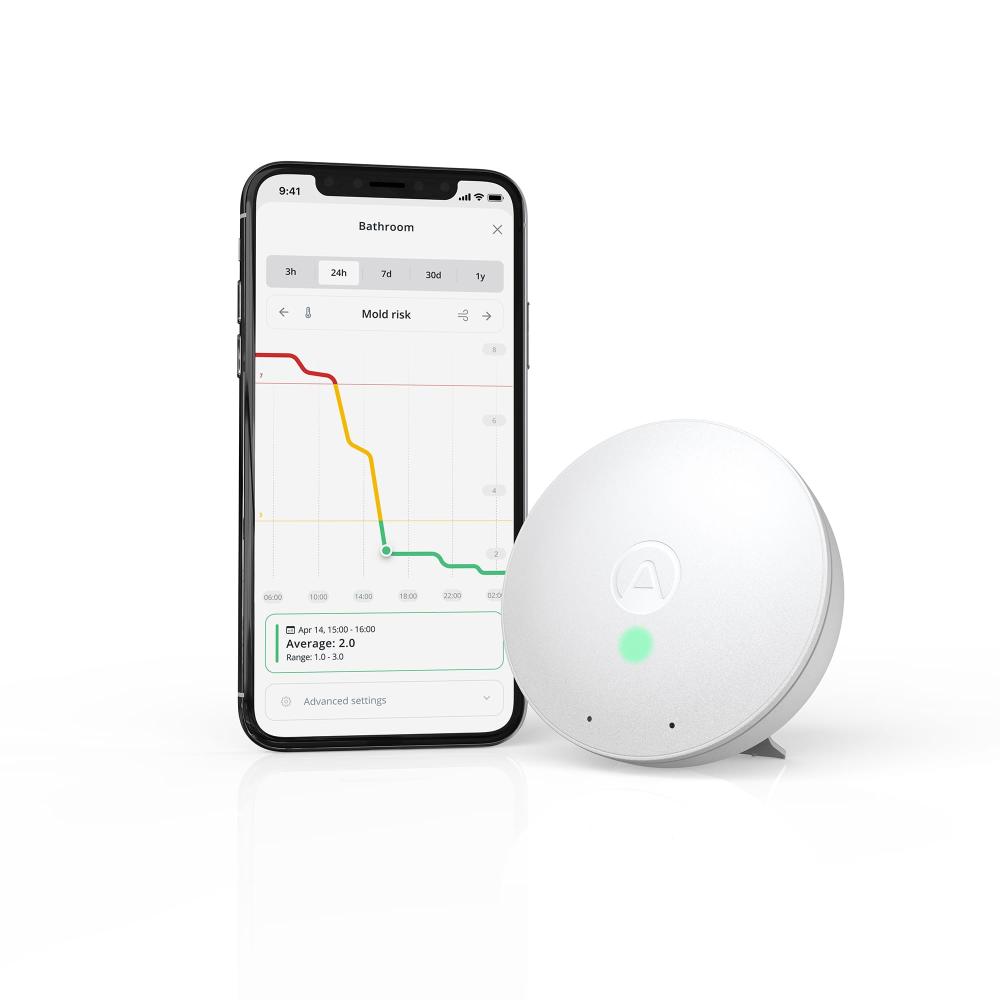 9:41
Bathroom
3h 24h 7d 30d 1y
Mold risk
8
7
6
4
3
2
06:00 10:00 14:00 18:00 22:00 02:0
Apr 14, 15:00 - 16:00
Average: 2.0
Range: 1.0 - 3.0
Advanced settings
A